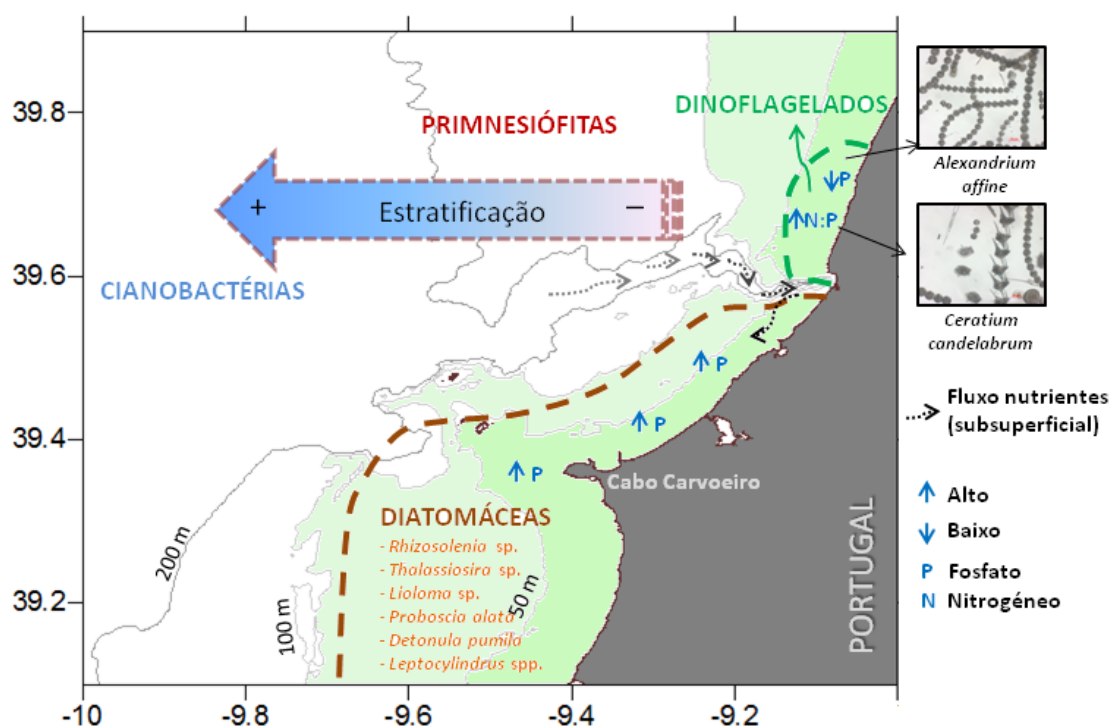 39.8
39.6
39.4
39.2
-10
-9.8
-9.6
-9.4
-9.2
PRIMNESIÓFITAS
DINOFLAGELADOS
P
N:P
+
Estratificação
−
CIANOBACTÉRIAS
P
P
P
Cabo Carvoeiro
DIATOMÁCEAS
- Rhizosolenia sp.
- Thalassiosira sp.
- Lioloma sp.
- Proboscia alata
- Detonula pumila
- Leptocylindrus spp.
200 m
100 m
50 m
PORTUGAL
Alexandrium
affine
Ceratium
candelabrum
Fluxo nutrientes
(subsuperficial)
Alto
Baixo
P Fosfato
N Nitrogéneo